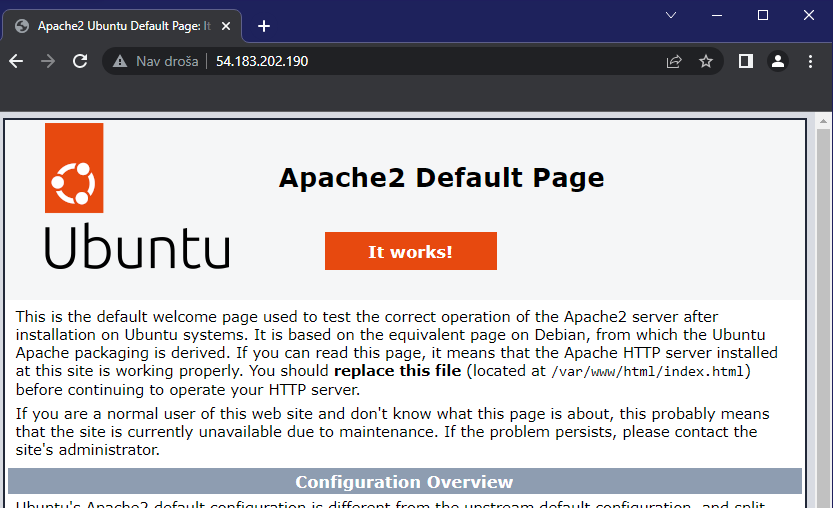 Apache2 Ubuntu Default Page: It
Nav droša
54.183.202.190
Ubuntu
Apache2 Default Page
It works!
This is the default welcome page used to test the correct operation of the Apache2 server after
installation on Ubuntu systems. It is based on the equivalent page on Debian, from which the Ubuntu
Apache packaging is derived. If you can read this page, it means that the Apache HTTP server installed
at this site is working properly. You should replace this file (located at /var/www/html/index.html)
before continuing to operate your HTTP server.
If you are a normal user of this web site and don't know what this page is about, this probably means
that the site is currently unavailable due to maintenance. If the problem persists, please contact the
site's administrator.
Configuration Overview
Ubuntu's Apache2 default configuration is different from the upstream default configuration, and split